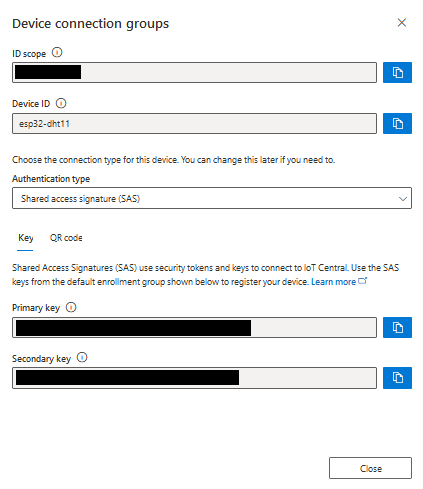 Device connection groups
ID scope
Device ID
esp32-dht11
Choose the connection type for this device. You can change this later if you need to.
Authentication type
Shared access signature (SAS)
Key QR code
Shared Access Signatures (SAS) use security tokens and keys to connect to IoT Central. Use the SAS
keys from the default enrollment group shown below to register your device. Learn more
Primary key
Secondary key
Close